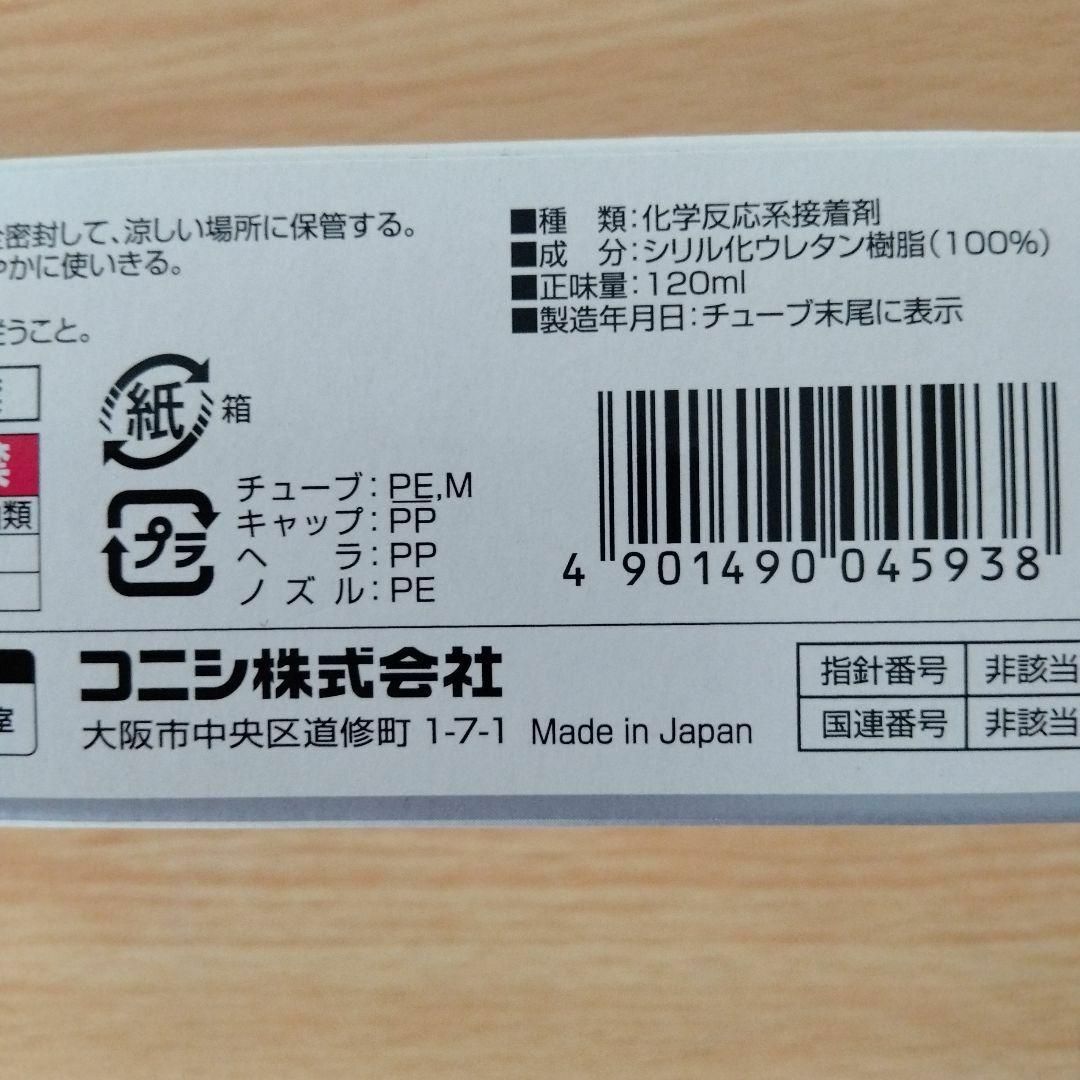 密封して、涼しい場所に保管する。
やかに使いきる。
うこと。
■種 類:化学反応系接着剤
■成 分:シリル化ウレタン樹脂(100%)
■正味量:120ml
■製造年月日:チューブ末尾に表示
紙
箱
プラ
チューブ:PE,M
キャップ:PP
ヘ ラ:PP
ノズル:PE
類
4 901490 045938
コニシ株式会社
大阪市中央区道修町 1-7-1 Made in Japan
室
指針番号 非該当
国連番号 非該当